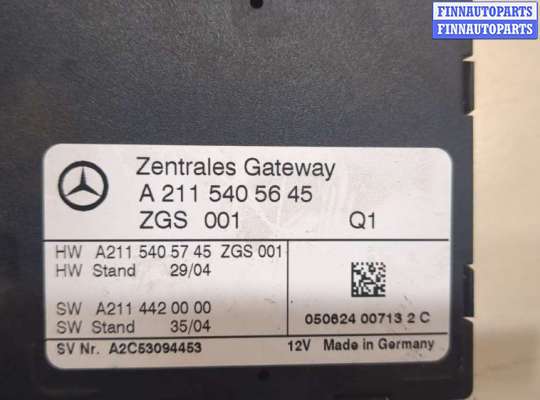 FINNAUTOPARTS
FINNAUTOPARTS
Zentrales Gateway
A 211 540 56 45
ZGS 001 Q1
HW A211 540 57 45 ZGS 001
HW Stand 29/04
SW A211 442 00 00
SW Stand 35/04
050624 00713 2 C
SV Nr. A2C53094453
12V Made in Germany